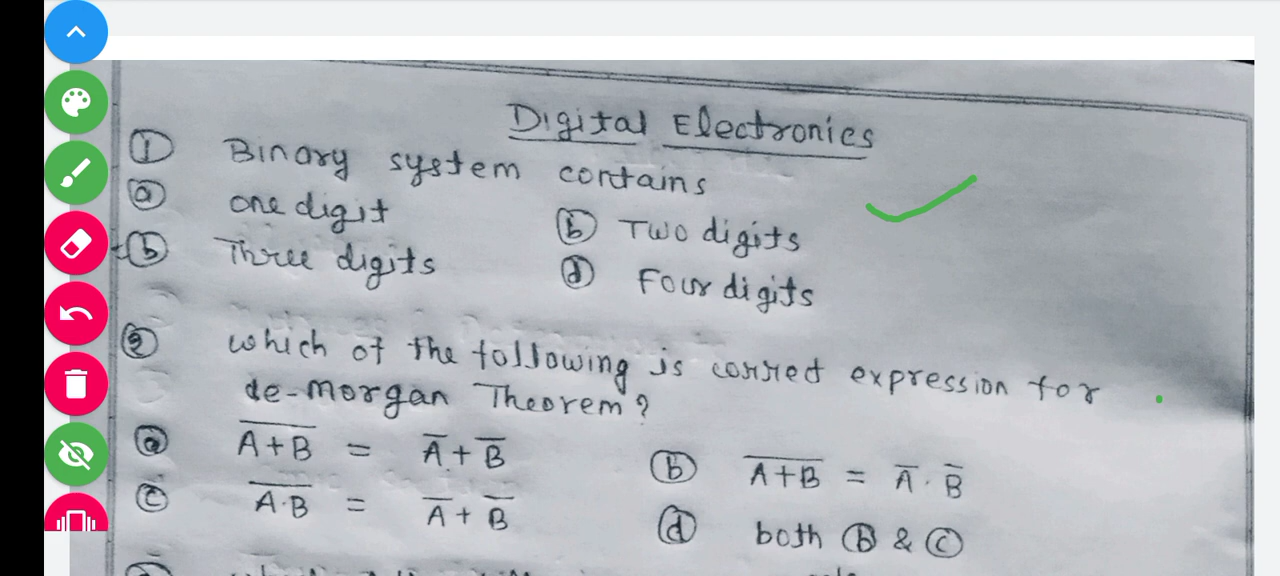 Digital Electronics
① Binary system contains
ⓐ one digit ⓑ Two digits
ⓑ Three digits ⓓ Four digits
② which of the following is correct expression for
de-morgan Theorem?
ⓐ A̅+̅B̅ = A̅ + B̅ ⓑ A̅+̅B̅ = A̅ · B̅
ⓒ A̅·̅B̅ = A̅ + B̅ ⓓ both ⓑ & ⓒ